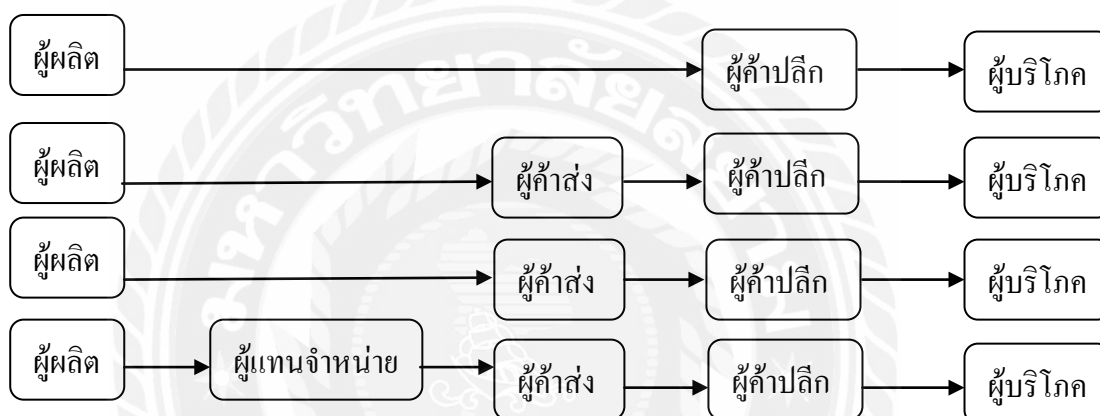 ผู้ผลิต ผู้ค้าปลีก ผู้บริโภค
ผู้ผลิต ผู้ค้าส่ง ผู้ค้าปลีก ผู้บริโภค
ผู้ผลิต ผู้ค้าส่ง ผู้ค้าปลีก ผู้บริโภค
ผู้ผลิต ผู้แทนจำหน่าย ผู้ค้าส่ง ผู้ค้าปลีก ผู้บริโภค